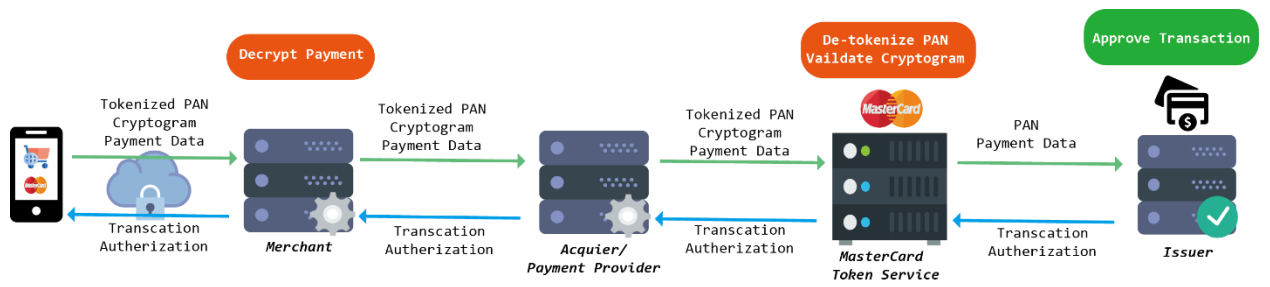 Decrypt Payment
De-tokenize PAN
Vaildate Cryptogram
Approve Transaction
Tokenized PAN
Cryptogram
Payment Data
Tokenized PAN
Cryptogram
Payment Data
Tokenized PAN
Cryptogram
Payment Data
MasterCard
PAN
Payment Data
MasterCard
Transcation
Autherization
Merchant
Transcation
Autherization
Acquier/
Payment Provider
Transcation
Autherization
MasterCard
Token Service
Transcation
Autherization
Issuer